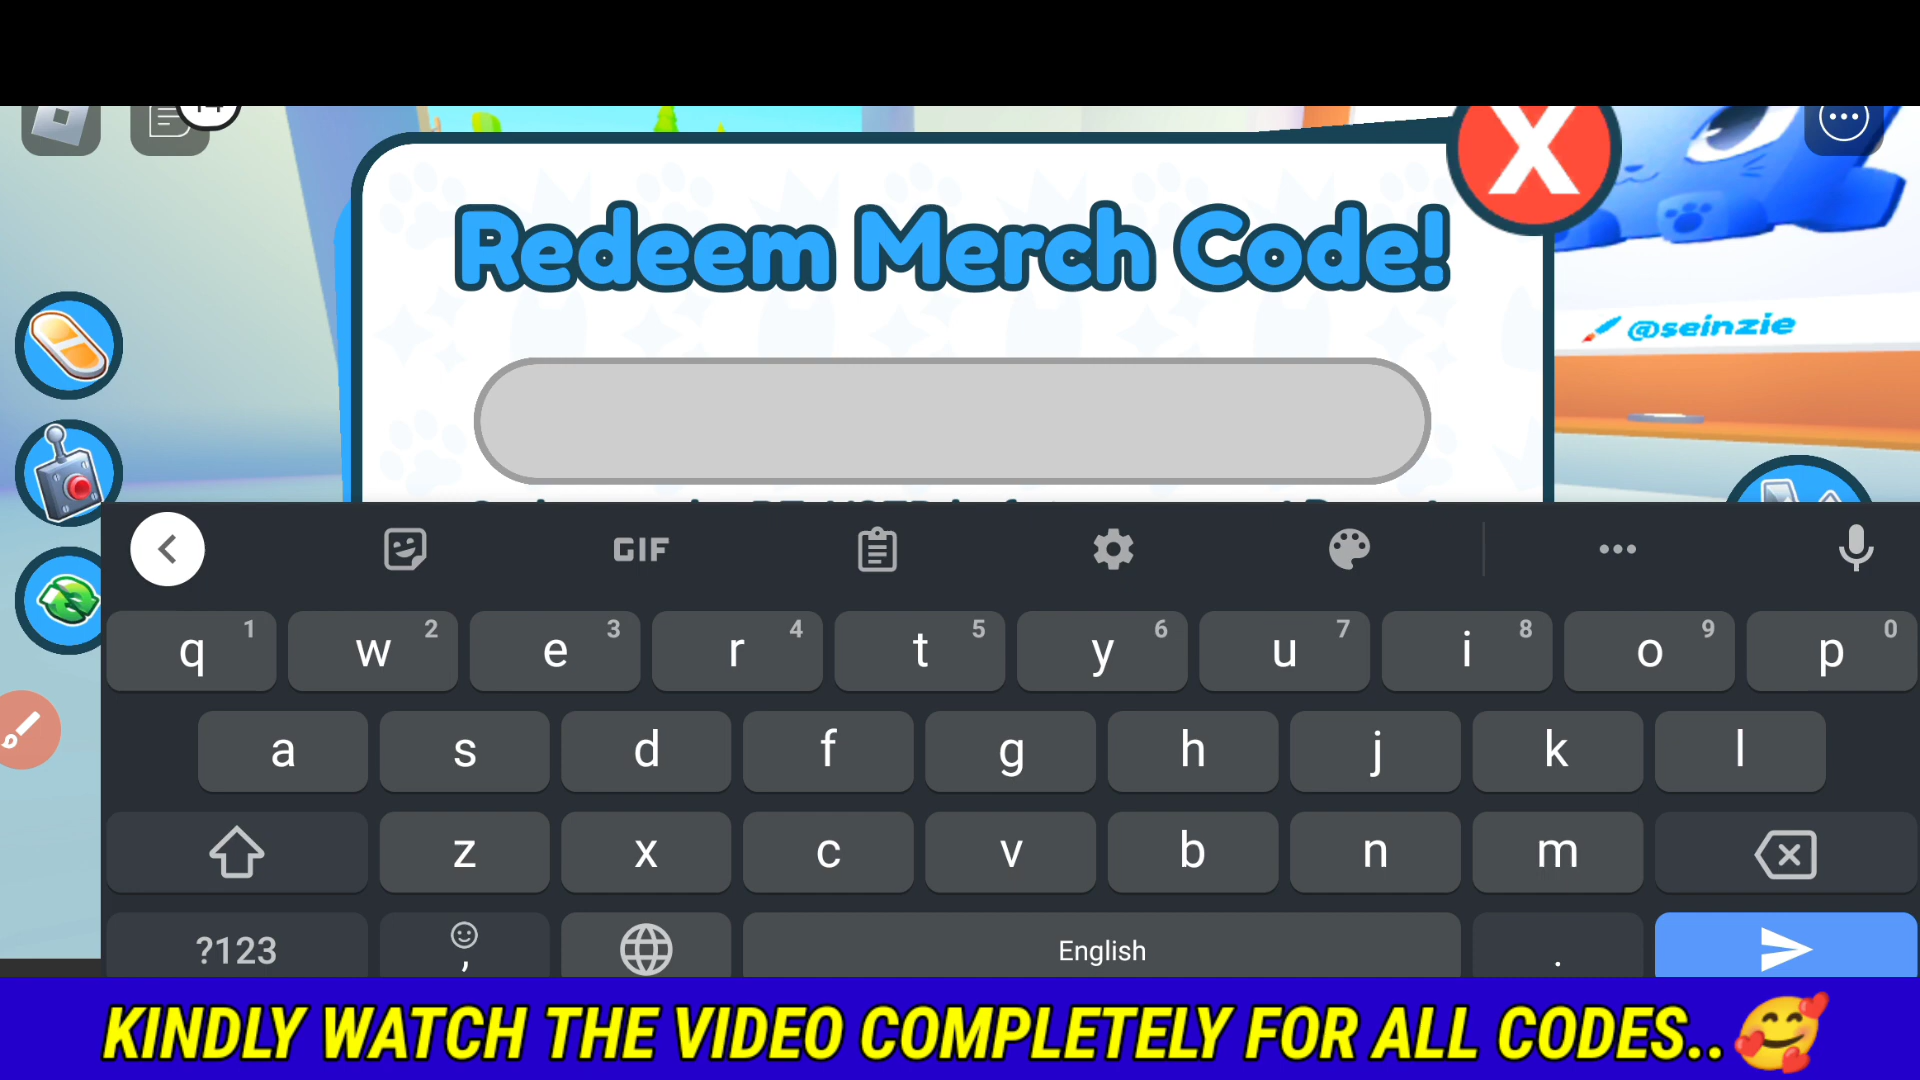 14
X
Redeem Merch Code!
@seinzie
GIF
q 1 w 2 e 3 r 4 t 5 y 6 u 7 i 8 o 9 p 0
a s d f g h j k l
z x c v b n m
?123 , English .
KINDLY WATCH THE VIDEO COMPLETELY FOR ALL CODES..🥰